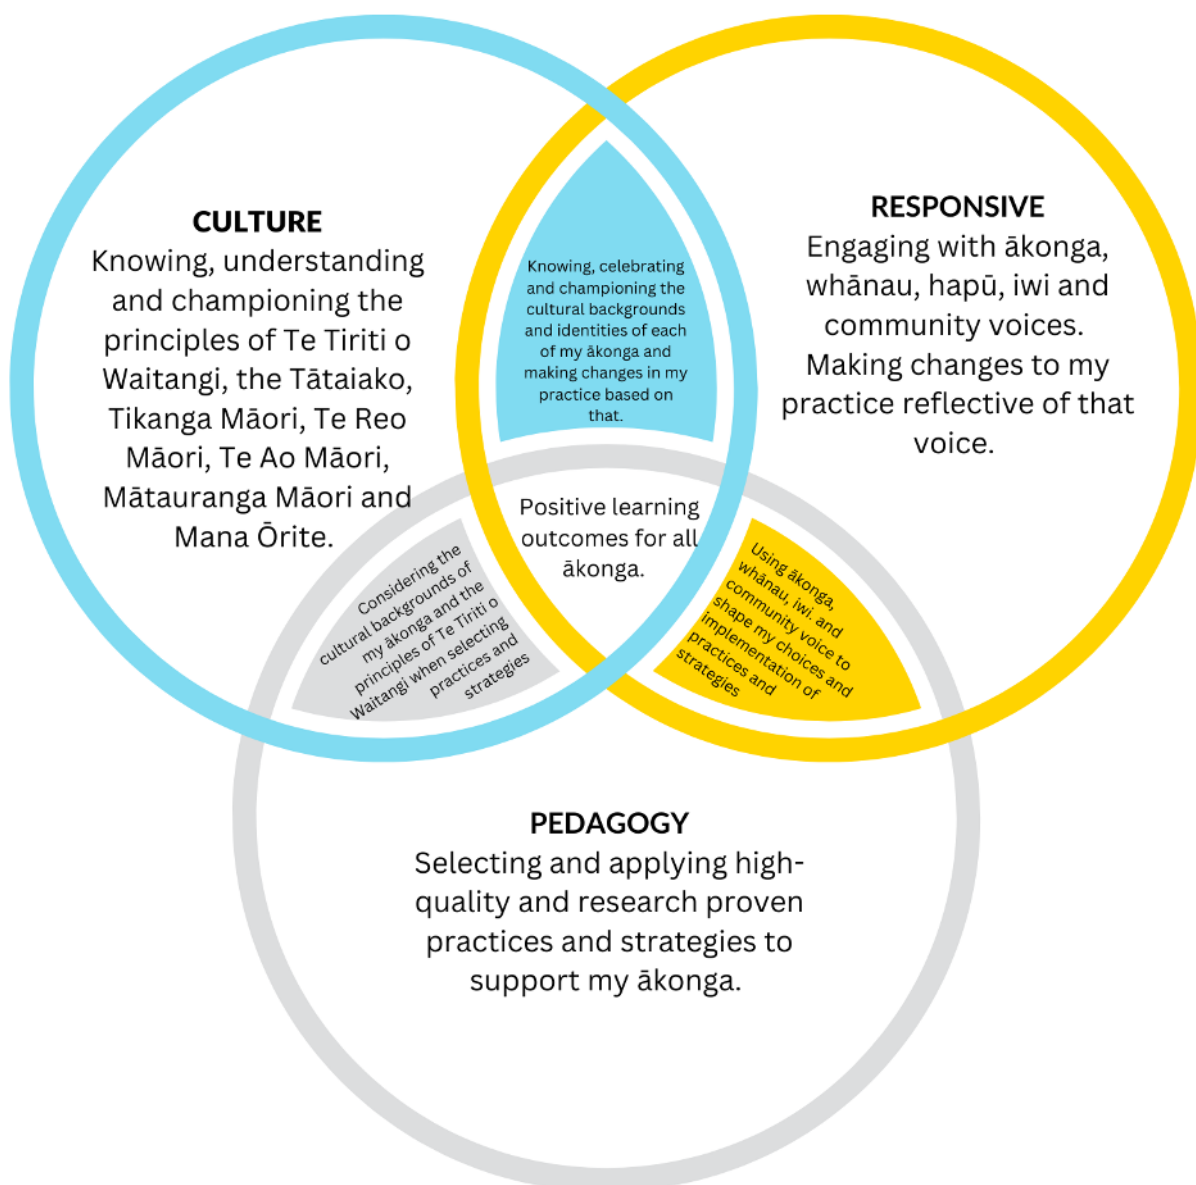 CULTURE
Knowing, understanding
and championing the
principles of Te Tiriti o
Waitangi, the Tātaiako,
Tikanga Māori, Te Reo
Māori, Te Ao Māori,
Mātauranga Māori and
Mana Ōrite.
Knowing, celebrating
and championing the
cultural backgrounds
and identities of each
of my ākonga and
making changes in my
practice based on
that.
RESPONSIVE
Engaging with ākonga,
whānau, hapū, iwi and
community voices.
Making changes to my
practice reflective of that
voice.
Considering the
cultural backgrounds of
my ākonga and the
principles of Te Tiriti o
Waitangi when selecting
practices and
strategies
Positive learning
outcomes for all
ākonga.
Using ākonga,
whānau, iwi. and
community voice to
shape my choices and
implementation of
practices and
strategies
PEDAGOGY
Selecting and applying high-
quality and research proven
practices and strategies to
support my ākonga.